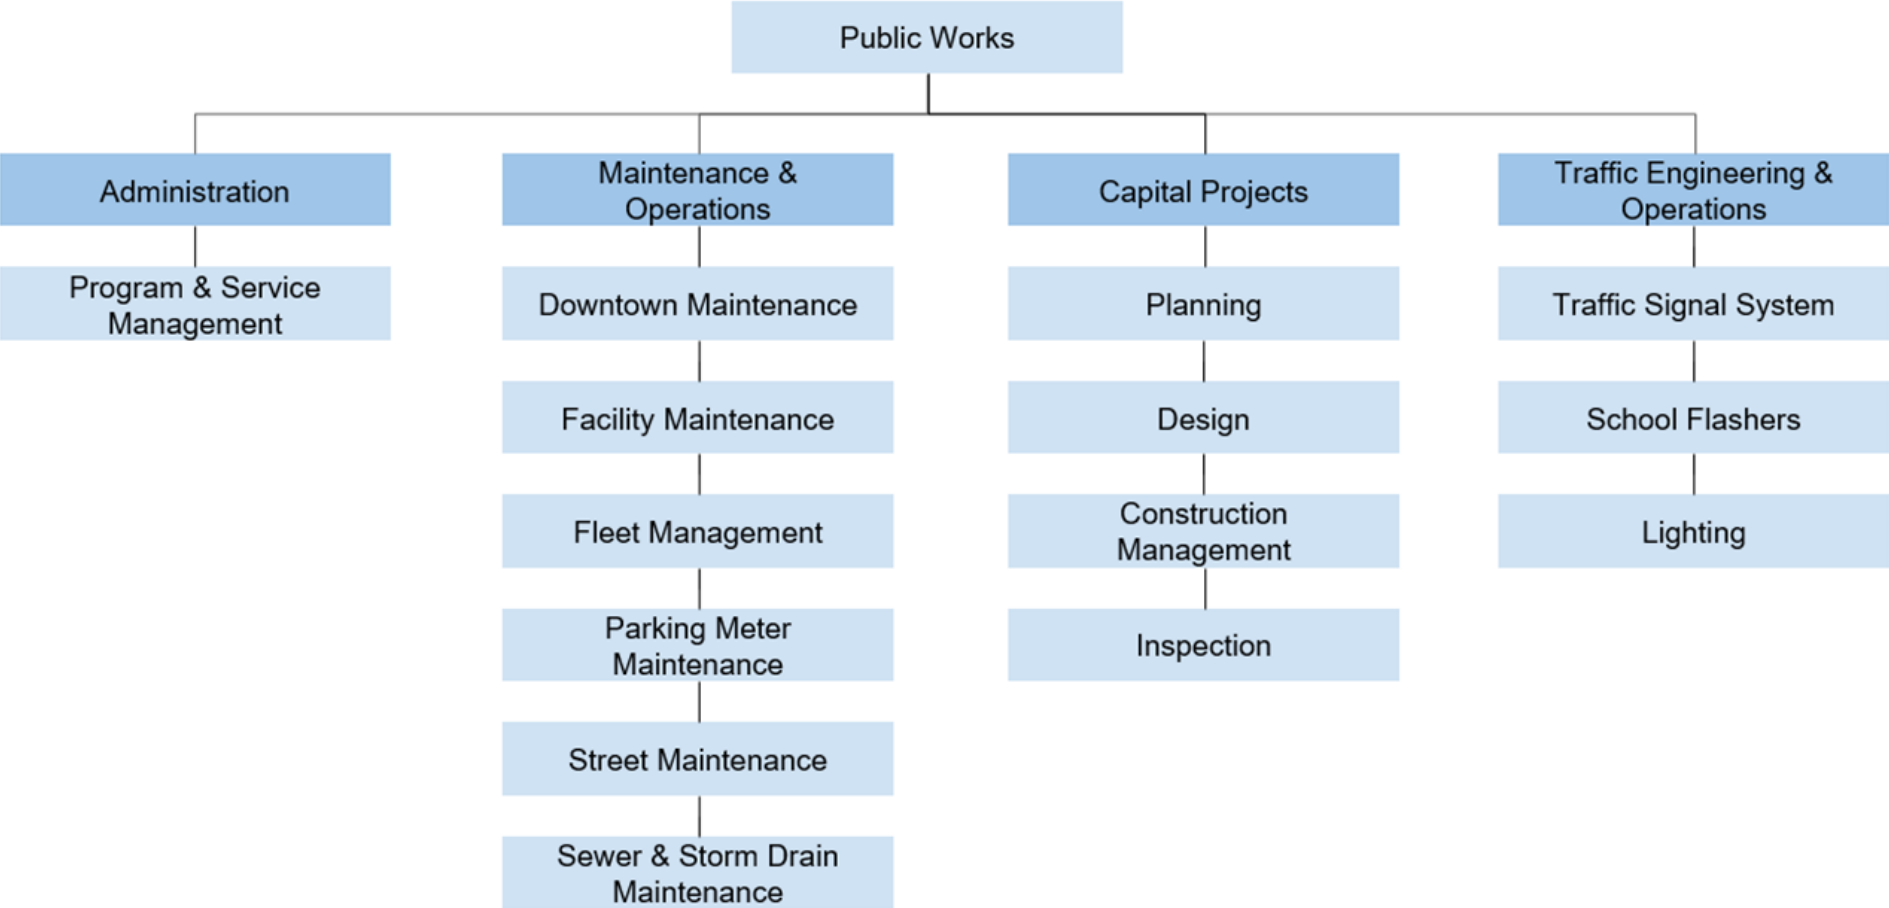 Public Works
Administration
Program & Service
Management
Maintenance &
Operations
Downtown Maintenance
Facility Maintenance
Fleet Management
Parking Meter
Maintenance
Street Maintenance
Sewer & Storm Drain
Maintenance
Capital Projects
Planning
Design
Construction
Management
Inspection
Traffic Engineering &
Operations
Traffic Signal System
School Flashers
Lighting